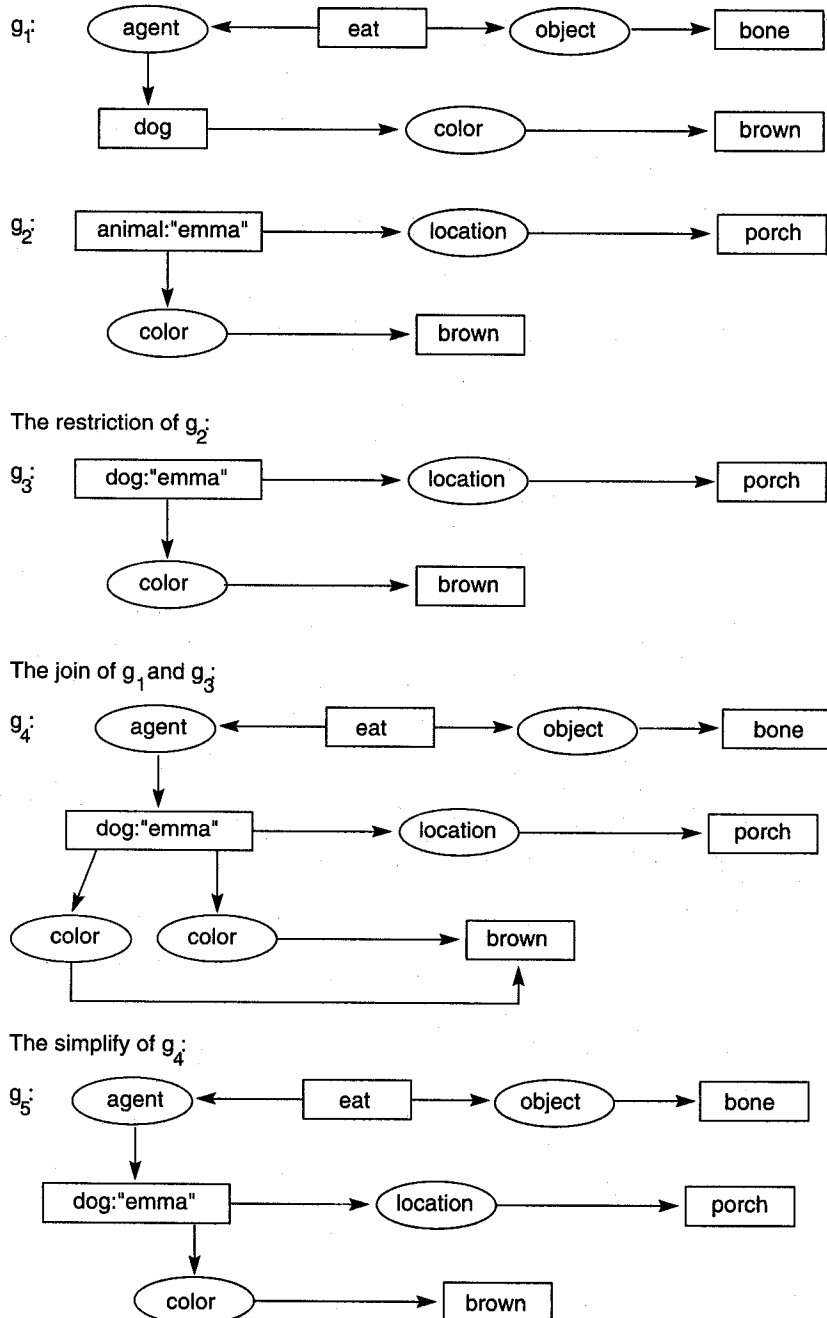 g1: agent eat object bone
dog color brown
g2: animal:"emma" location porch
color brown
The restriction of g2:
g3: dog:"emma" location porch
color brown
The join of g1 and g3:
g4: agent eat object bone
dog:"emma" location porch
color color brown
The simplify of g4:
g5: agent eat object bone
dog:"emma" location porch
color brown